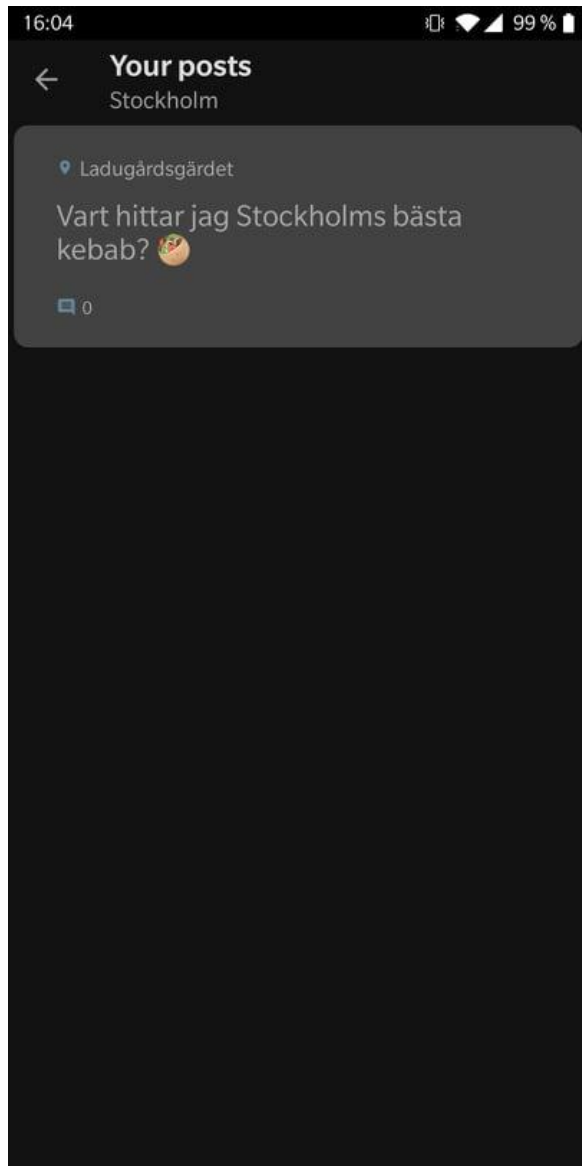 16:04 99 %
Your posts
Stockholm
Ladugårdsgärdet
Vart hittar jag Stockholms bästa
kebab? 🥙
0